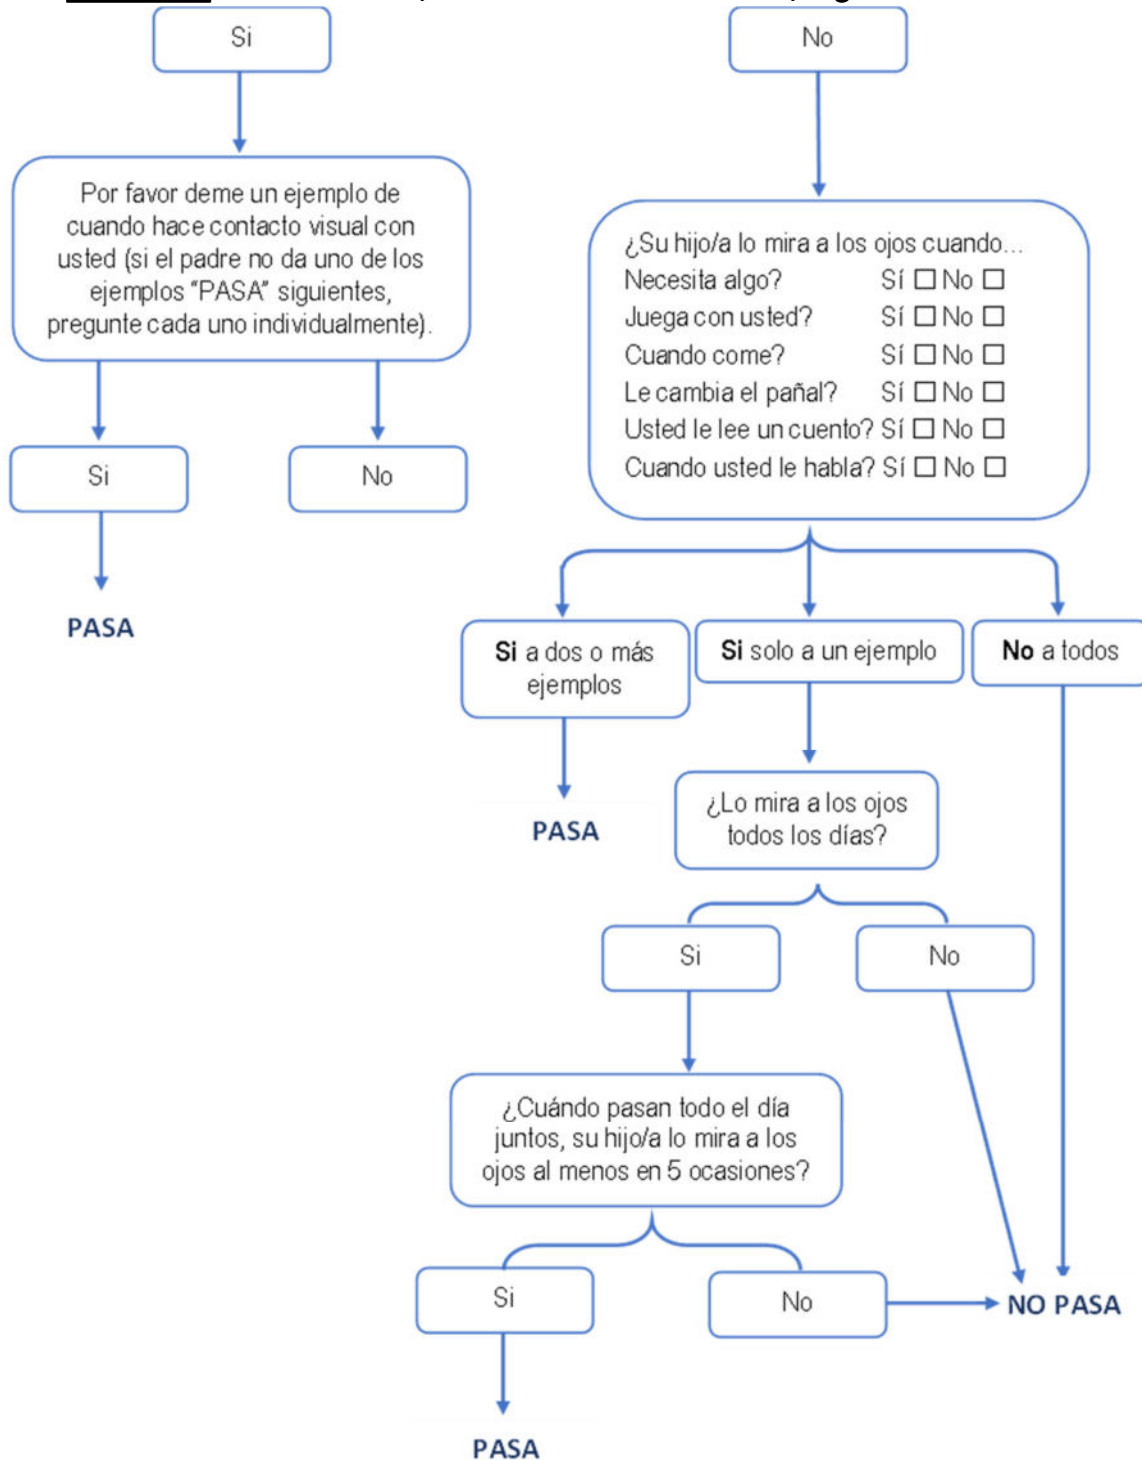 Si
No
Por favor deme un ejemplo de
cuando hace contacto visual con
usted (si el padre no da uno de los
ejemplos “PASA” siguientes,
pregunte cada uno individualmente).
Si
No
PASA
¿Su hijo/a lo mira a los ojos cuando...
Necesita algo? Sí ☐ No ☐
Juega con usted? Sí ☐ No ☐
Cuando come? Sí ☐ No ☐
Le cambia el pañal? Sí ☐ No ☐
Usted le lee un cuento? Sí ☐ No ☐
Cuando usted le habla? Sí ☐ No ☐
Si a dos o más
ejemplos
Si solo a un ejemplo
No a todos
PASA
¿Lo mira a los ojos
todos los días?
Si
No
¿Cuándo pasan todo el día
juntos, su hijo/a lo mira a los
ojos al menos en 5 ocasiones?
Si
No
NO PASA
PASA